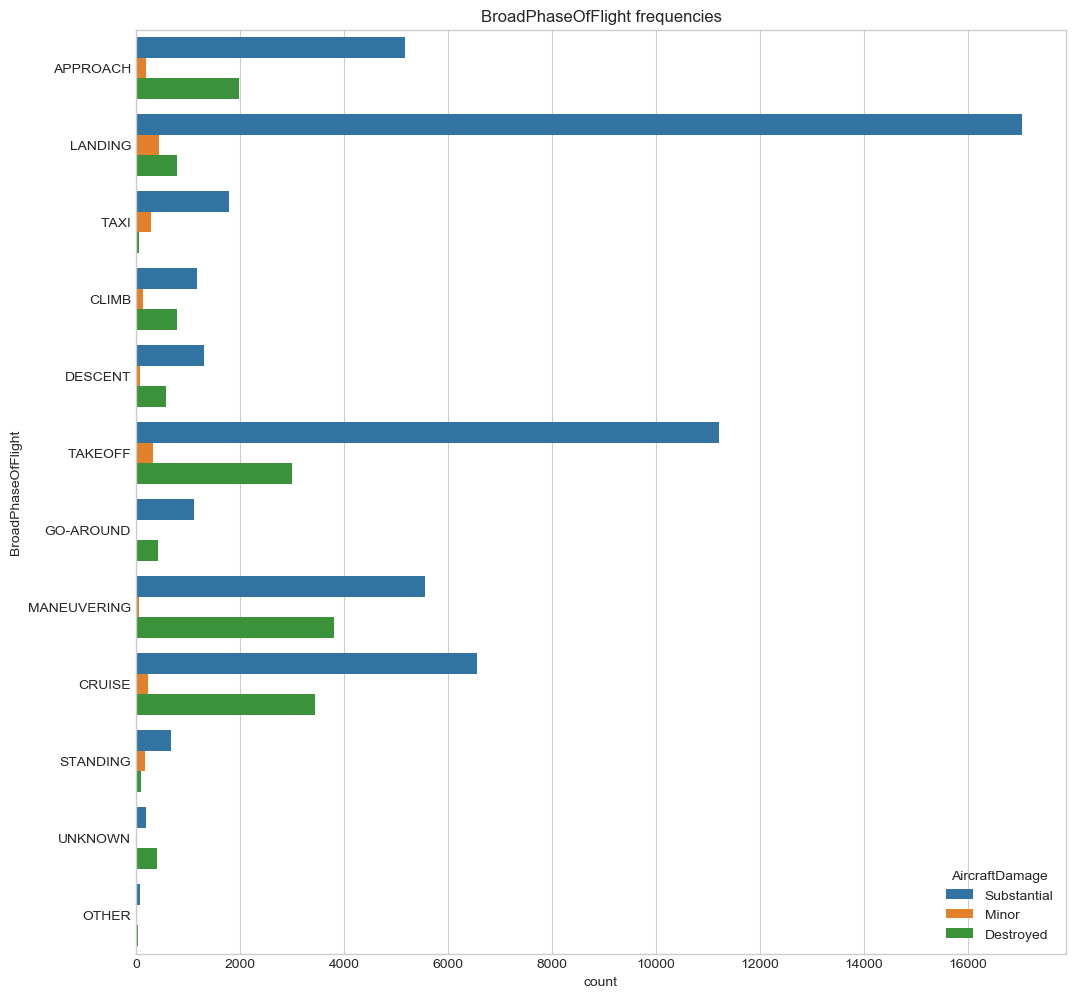 BroadPhaseOfFlight frequencies
APPROACH
LANDING
TAXI
CLIMB
DESCENT
TAKEOFF
GO-AROUND
MANEUVERING
CRUISE
STANDING
UNKNOWN
OTHER
BroadPhaseOfFlight
AircraftDamage
Substantial
Minor
Destroyed
0 2000 4000 6000 8000 10000 12000 14000 16000
count